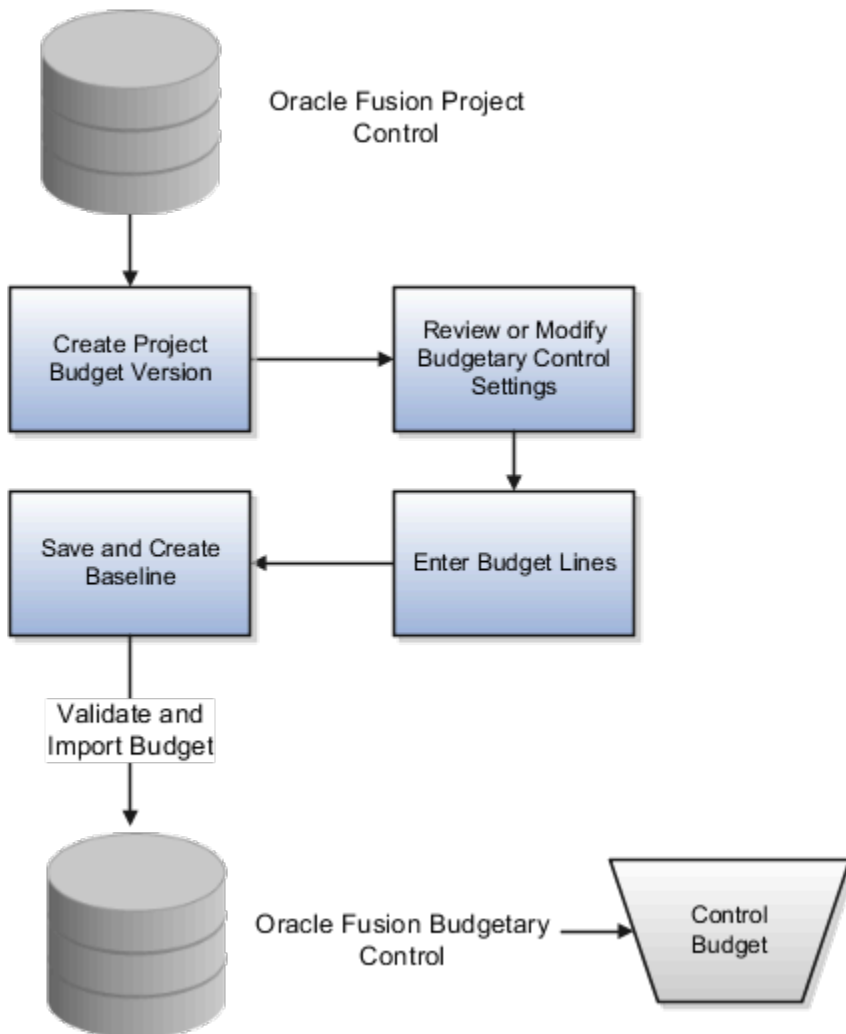 Oracle Fusion Project
Control
Create Project
Budget Version
Review or Modify
Budgetary Control
Settings
Enter Budget Lines
Save and Create
Baseline
Validate and
Import Budget
Oracle Fusion Budgetary
Control
Control
Budget